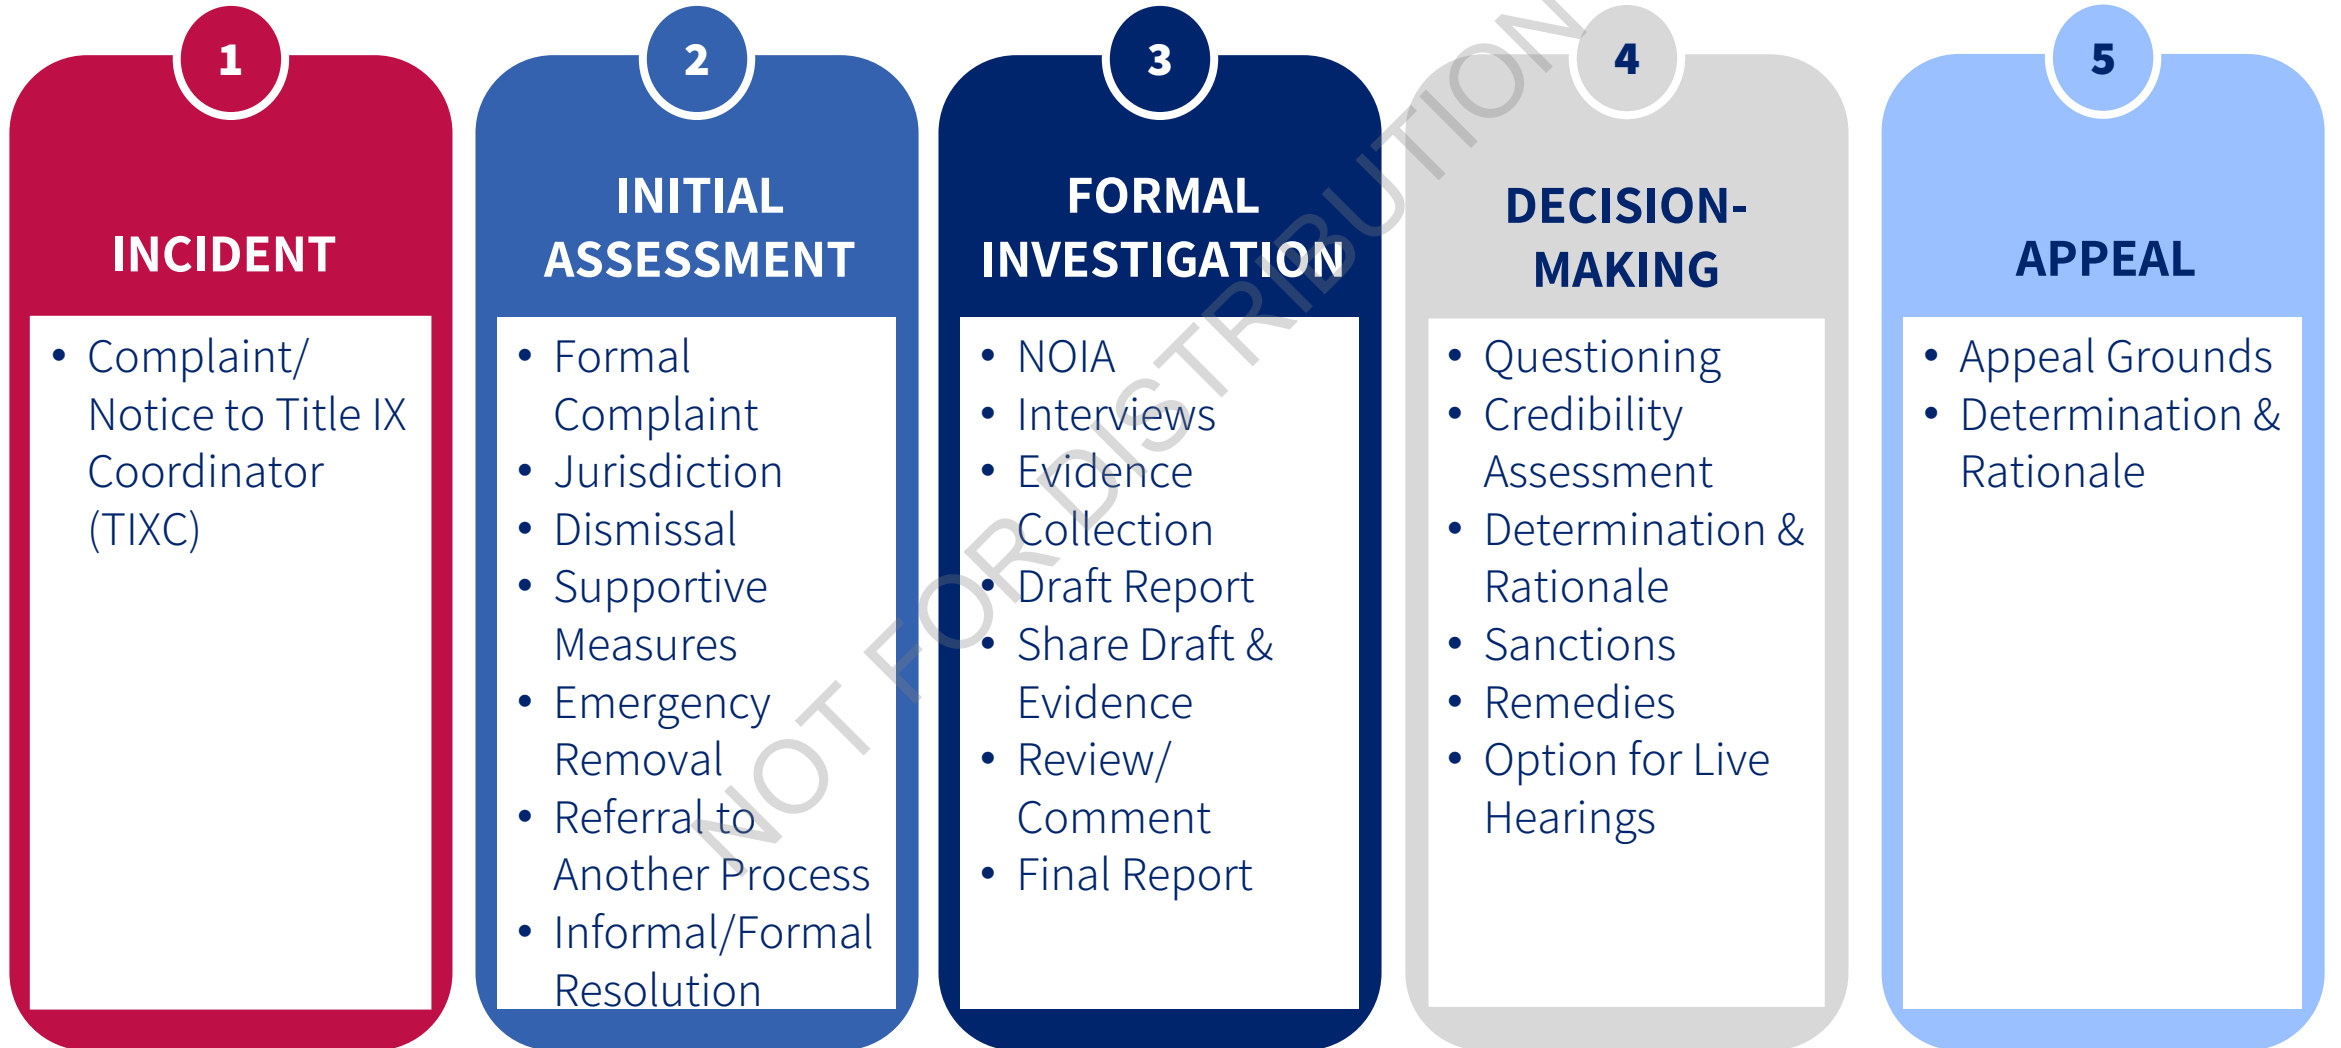 1
INCIDENT
• Complaint/
Notice to Title IX
Coordinator
(TIXC)
2
INITIAL
ASSESSMENT
• Formal
Complaint
• Jurisdiction
• Dismissal
• Supportive
Measures
• Emergency
Removal
• Referral to
Another Process
• Informal/Formal
Resolution
3
FORMAL
INVESTIGATION
• NOIA
• Interviews
• Evidence
Collection
• Draft Report
• Share Draft &
Evidence
• Review/
Comment
• Final Report
4
DECISION-
MAKING
• Questioning
• Credibility
Assessment
• Determination &
Rationale
• Sanctions
• Remedies
• Option for Live
Hearings
5
APPEAL
• Appeal Grounds
• Determination &
Rationale
NOT FOR DISTRIBUTION